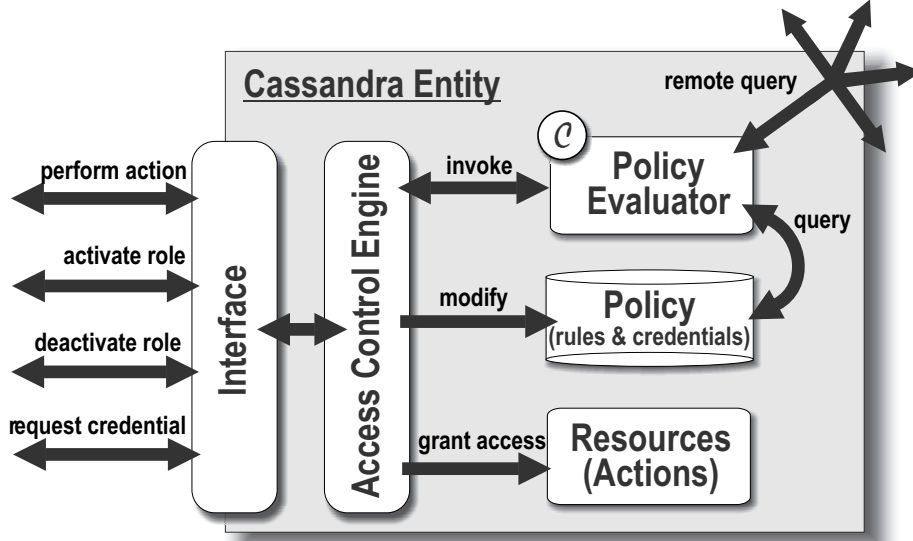 remote query
Cassandra Entity
C
perform action
invoke
Policy
Evaluator
query
activate role
Interface
Access Control Engine
modify
Policy
(rules & credentials)
deactivate role
request credential
grant access
Resources
(Actions)